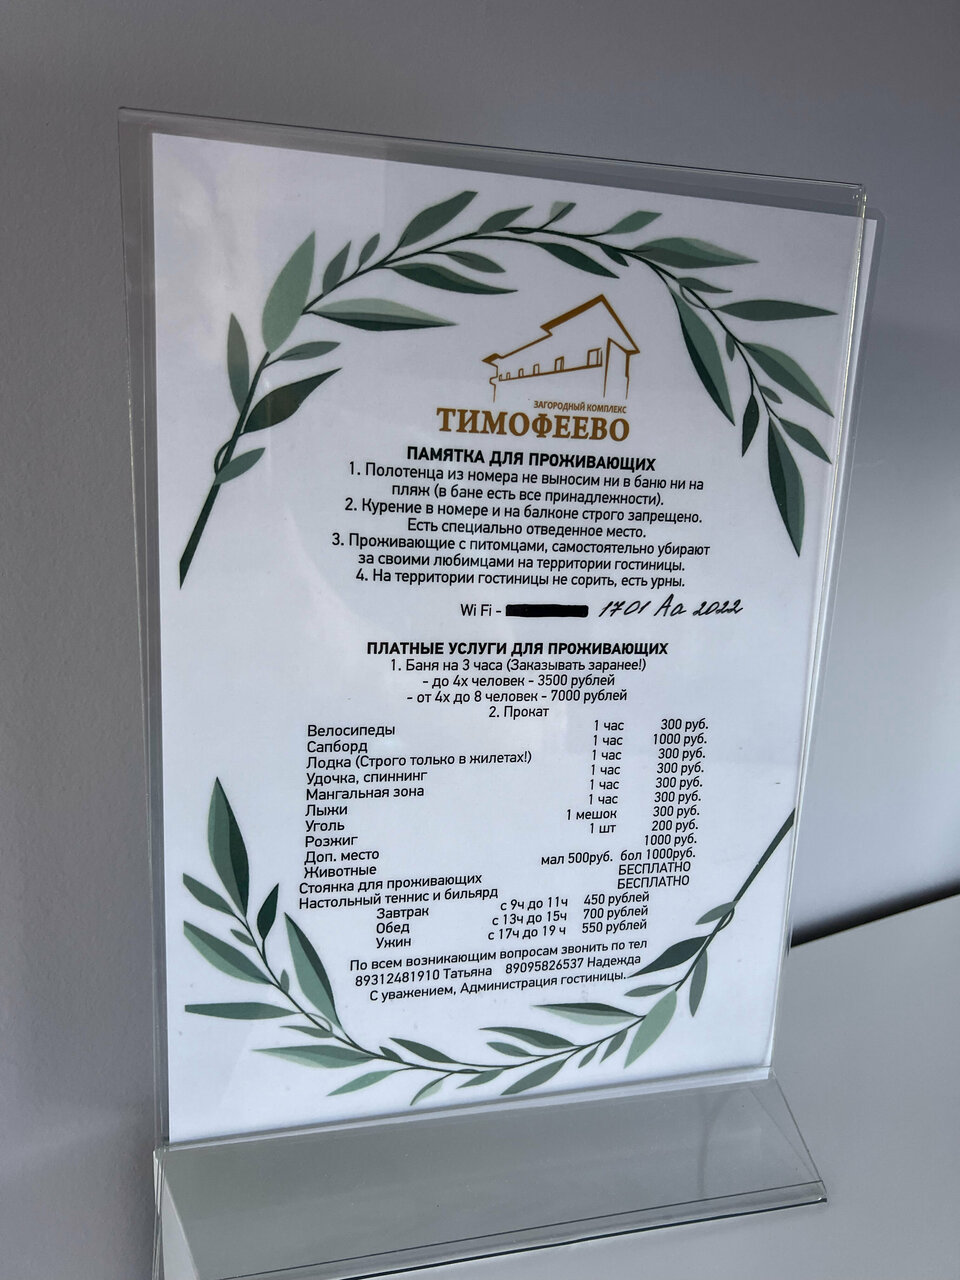 ЗАГОРОДНЫЙ КОМПЛЕКС
ТИМОФЕЕВО
ПАМЯТКА ДЛЯ ПРОЖИВАЮЩИХ
1. Полотенца из номера не выносим ни в баню ни на
пляж (в бане есть все принадлежности).
2. Курение в номере и на балконе строго запрещено.
Есть специально отведенное место.
3. Проживающие с питомцами, самостоятельно убирают
за своими любимцами на территории гостиницы.
4. На территории гостиницы не сорить, есть урны.
Wi Fi - 1701 Aa 2022
ПЛАТНЫЕ УСЛУГИ ДЛЯ ПРОЖИВАЮЩИХ
1. Баня на 3 часа (Заказывать заранее!)
- до 4х человек - 3500 рублей
- от 4х до 8 человек - 7000 рублей
2. Прокат
Велосипеды 1 час 300 руб.
Сапборд 1 час 1000 руб.
Лодка (Строго только в жилетах!) 1 час 300 руб.
Удочка, спиннинг 1 час 300 руб.
Мангальная зона 1 час 300 руб.
Лыжи 1 час 300 руб.
Уголь 1 мешок 300 руб.
Розжиг 1 шт 200 руб.
Доп. место 1000 руб.
Животные мал 500руб. бол 1000руб.
Стоянка для проживающих БЕСПЛАТНО
Настольный теннис и бильярд БЕСПЛАТНО
Завтрак с 9ч до 11ч 450 рублей
Обед с 13ч до 15ч 700 рублей
Ужин с 17ч до 19 ч 550 рублей
По всем возникающим вопросам звонить по тел
89312481910 Татьяна 89095826537 Надежда
С уважением, Администрация гостиницы.